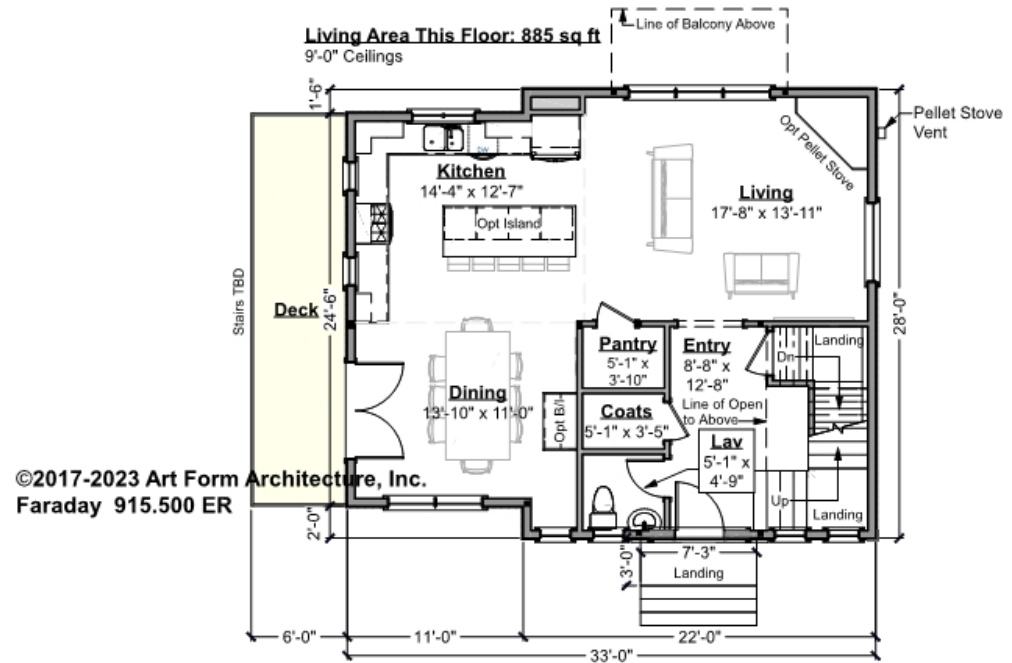 Line of Balcony Above
Living Area This Floor: 885 sq ft
9'-0" Ceilings
1'-6"
Pellet Stove
Vent
Opt Pellet Stove
DW
Kitchen
14'-4" x 12'-7"
Living
17'-8" x 13'-11"
Opt Island
Stairs TBD
Deck
24'-6"
28'-0"
Pantry
5'-1" x
3'-10"
Entry
8'-8" x
12'-8"
Landing
Dn
Dining
13'-10" x 11'-0"
Opt B/I
Coats
5'-1" x 3'-5"
Line of Open
to Above
Lav
5'-1" x
4'-9"
©2017-2023 Art Form Architecture, Inc.
Faraday 915.500 ER
Up
Landing
2'-0"
3'-0"
7'-3"
Landing
6'-0"
11'-0"
22'-0"
33'-0"